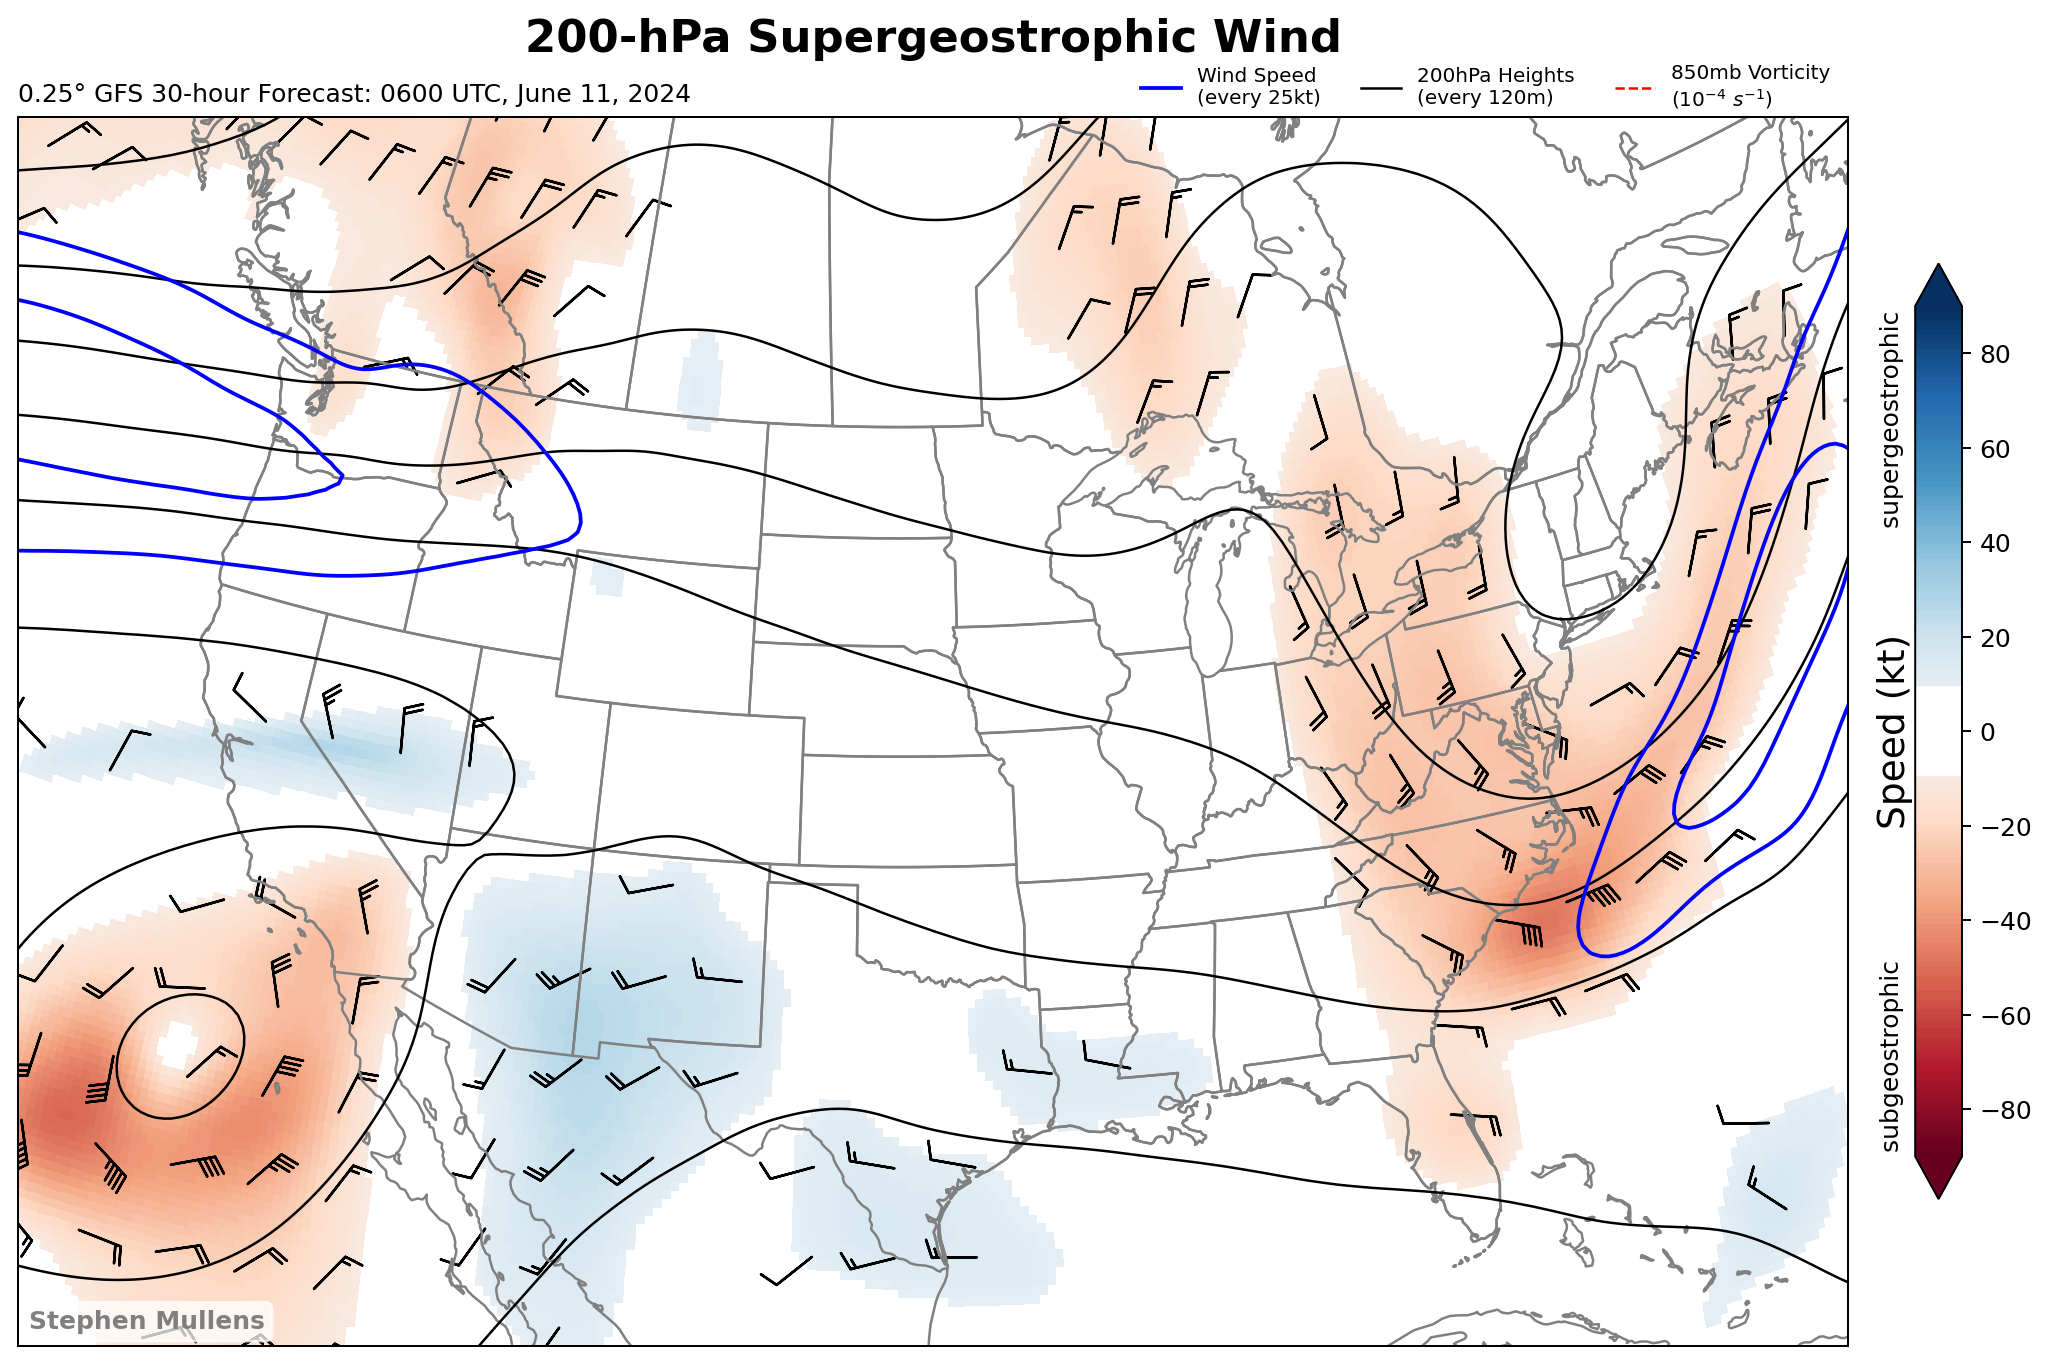 200-hPa Supergeostrophic Wind
0.25° GFS 30-hour Forecast: 0600 UTC, June 11, 2024
Wind Speed
(every 25kt)
200hPa Heights
(every 120m)
850mb Vorticity
(10⁻⁴ s⁻¹)
supergeostrophic
Speed (kt)
subgeostrophic
80
60
40
20
0
−20
−40
−60
−80
Stephen Mullens